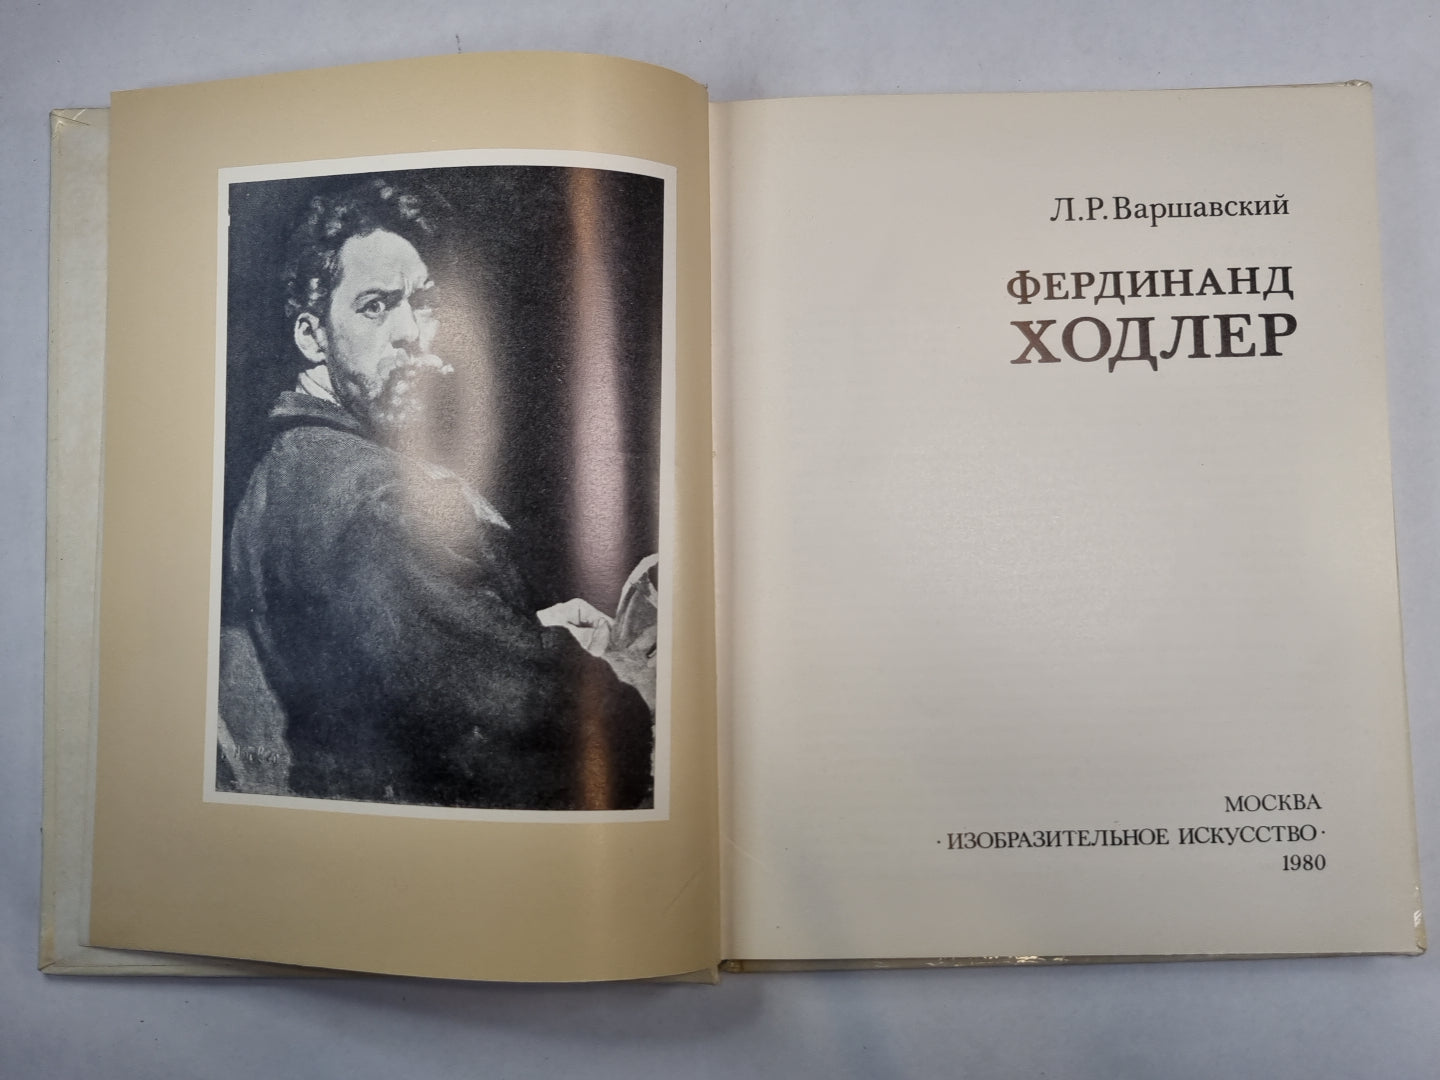 Л.Р.Варшавский
ФЕРДИНАНД
ХОДЛЕР
МОСКВА
·ИЗОБРАЗИТЕЛЬНОЕ ИСКУССТВО·
1980